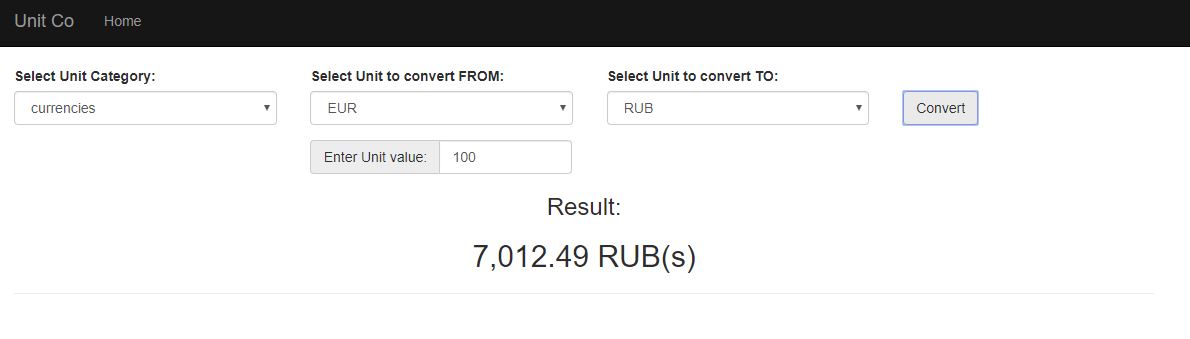 Unit Co Home
Select Unit Category: Select Unit to convert FROM: Select Unit to convert TO:
currencies EUR RUB Convert
Enter Unit value: 100
Result:
7,012.49 RUB(s)